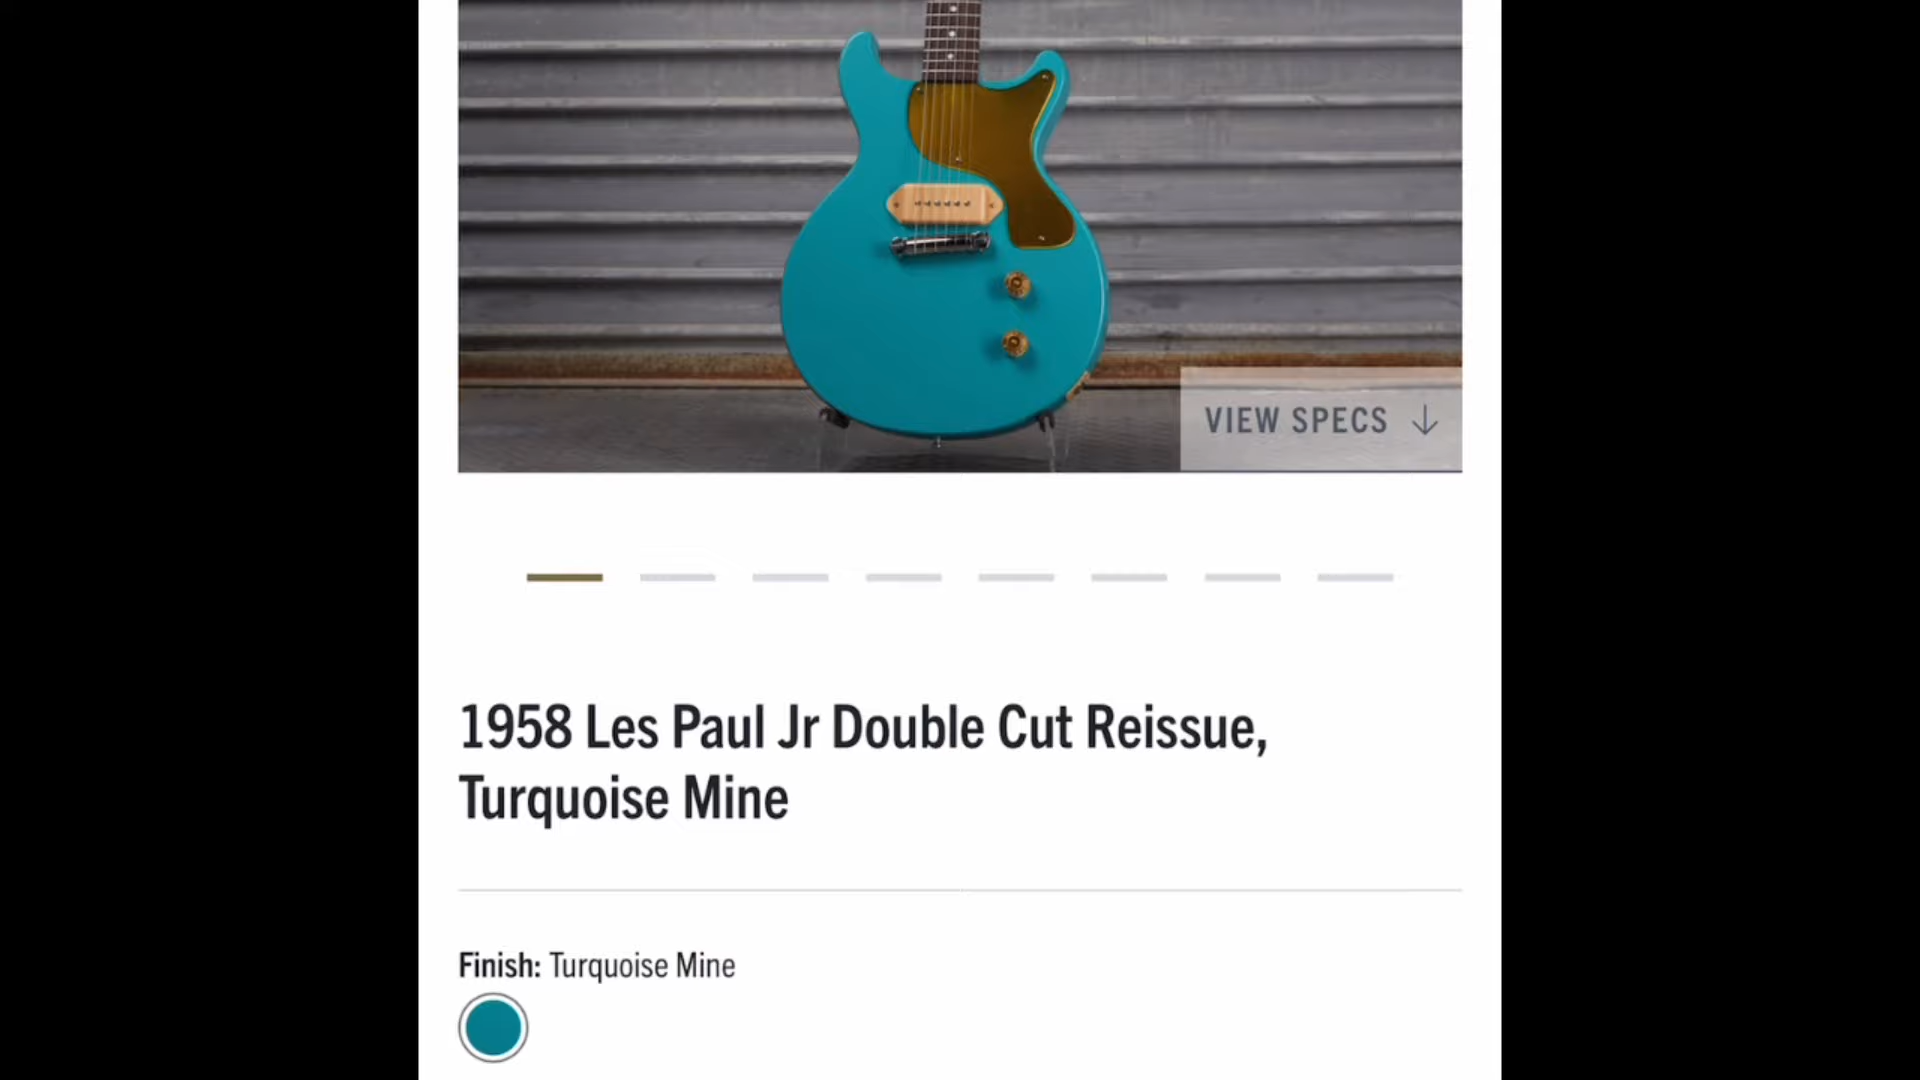 VIEW SPECS
1958 Les Paul Jr Double Cut Reissue,
Turquoise Mine
Finish: Turquoise Mine